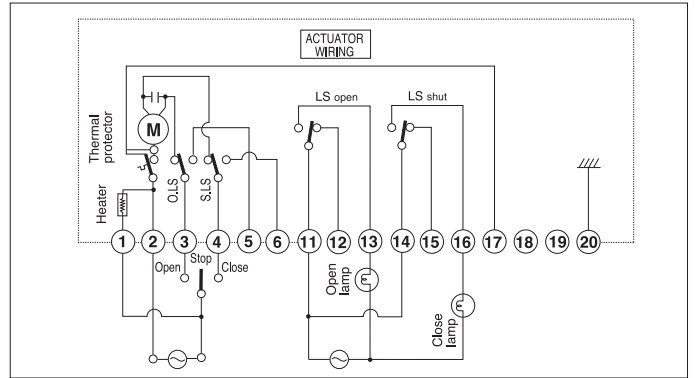 ACTUATOR
WIRING
LS open
LS shut
M
Thermal
protector
O.LS
S.LS
Heater
1 2 3 4 5 6 11 12 13 14 15 16 17 18 19 20
Open
Stop
Close
Open
lamp
Close
lamp